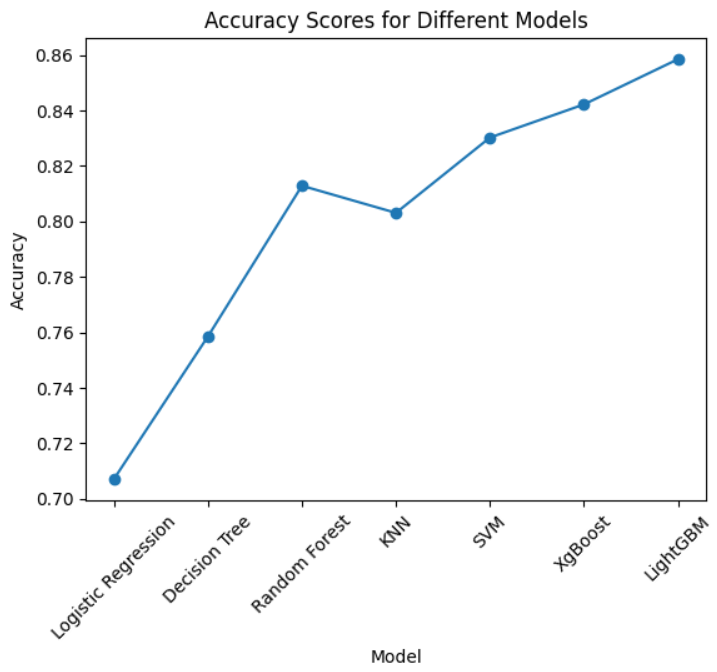 Accuracy Scores for Different Models
0.86
0.84
0.82
0.80
0.78
0.76
0.74
0.72
0.70
Accuracy
Logistic Regression
Decision Tree
Random Forest
KNN
SVM
XgBoost
LightGBM
Model